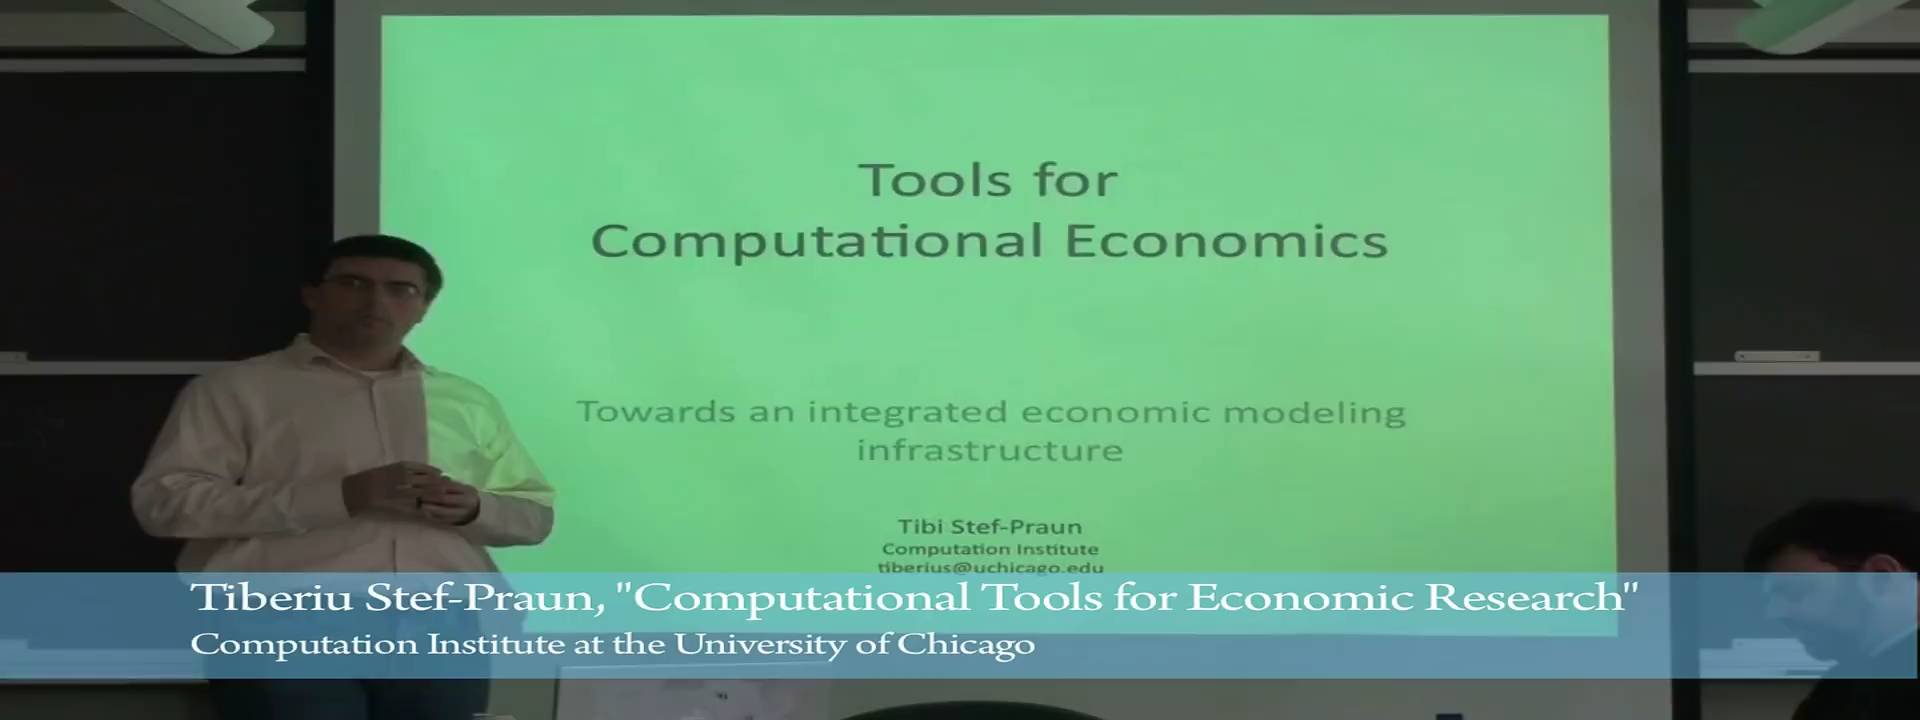 Tools for
Computational Economics
Towards an integrated economic modeling
infrastructure
Tibi Stef-Praun
Computation Institute
tiberius@uchicago.edu
Tiberiu Stef-Praun, "Computational Tools for Economic Research"
Computation Institute at the University of Chicago